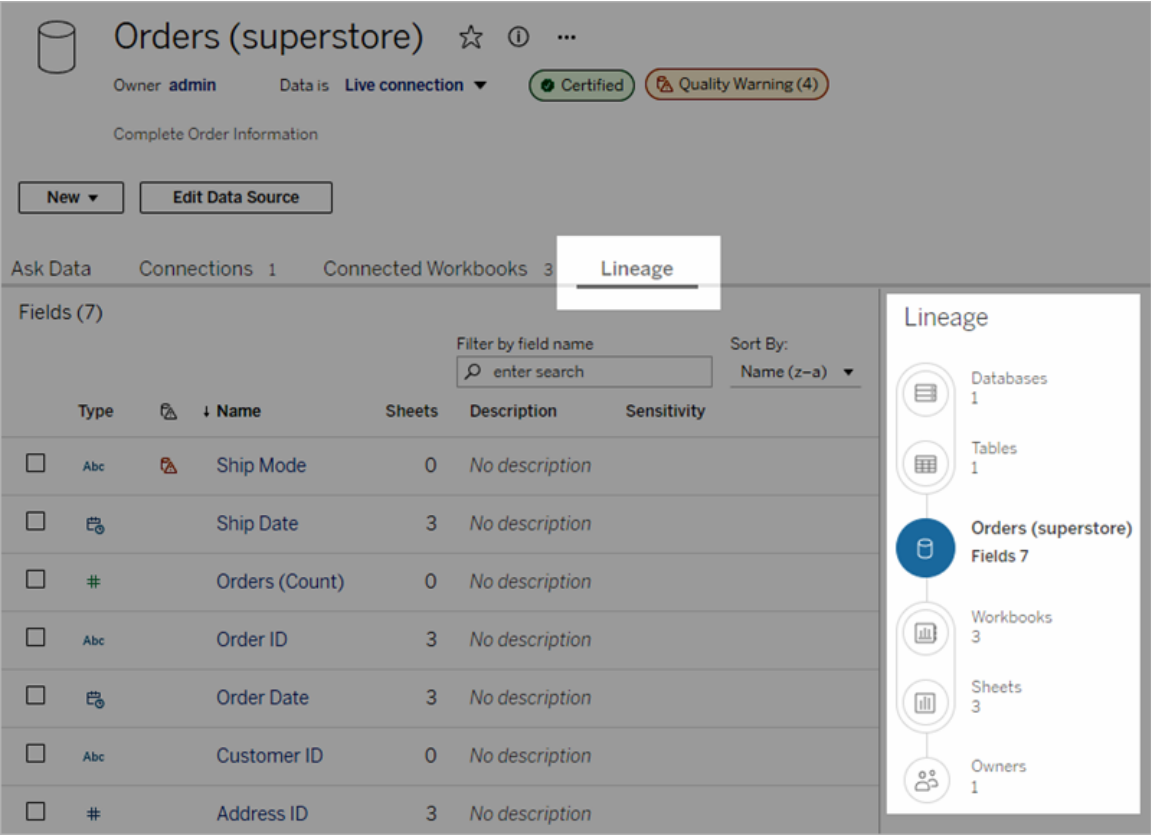 Orders (superstore)
Owner admin Data is Live connection Certified Quality Warning (4)
Complete Order Information
New Edit Data Source
Ask Data Connections 1 Connected Workbooks 3 Lineage
Fields (7)
Filter by field name Sort By:
enter search Name (z–a)
Type ↓ Name Sheets Description Sensitivity
Abc Ship Mode 0 No description
Ship Date 3 No description
# Orders (Count) 0 No description
Abc Order ID 3 No description
Order Date 3 No description
Abc Customer ID 0 No description
# Address ID 3 No description
Lineage
Databases
1
Tables
1
Orders (superstore)
Fields 7
Workbooks
3
Sheets
3
Owners
1